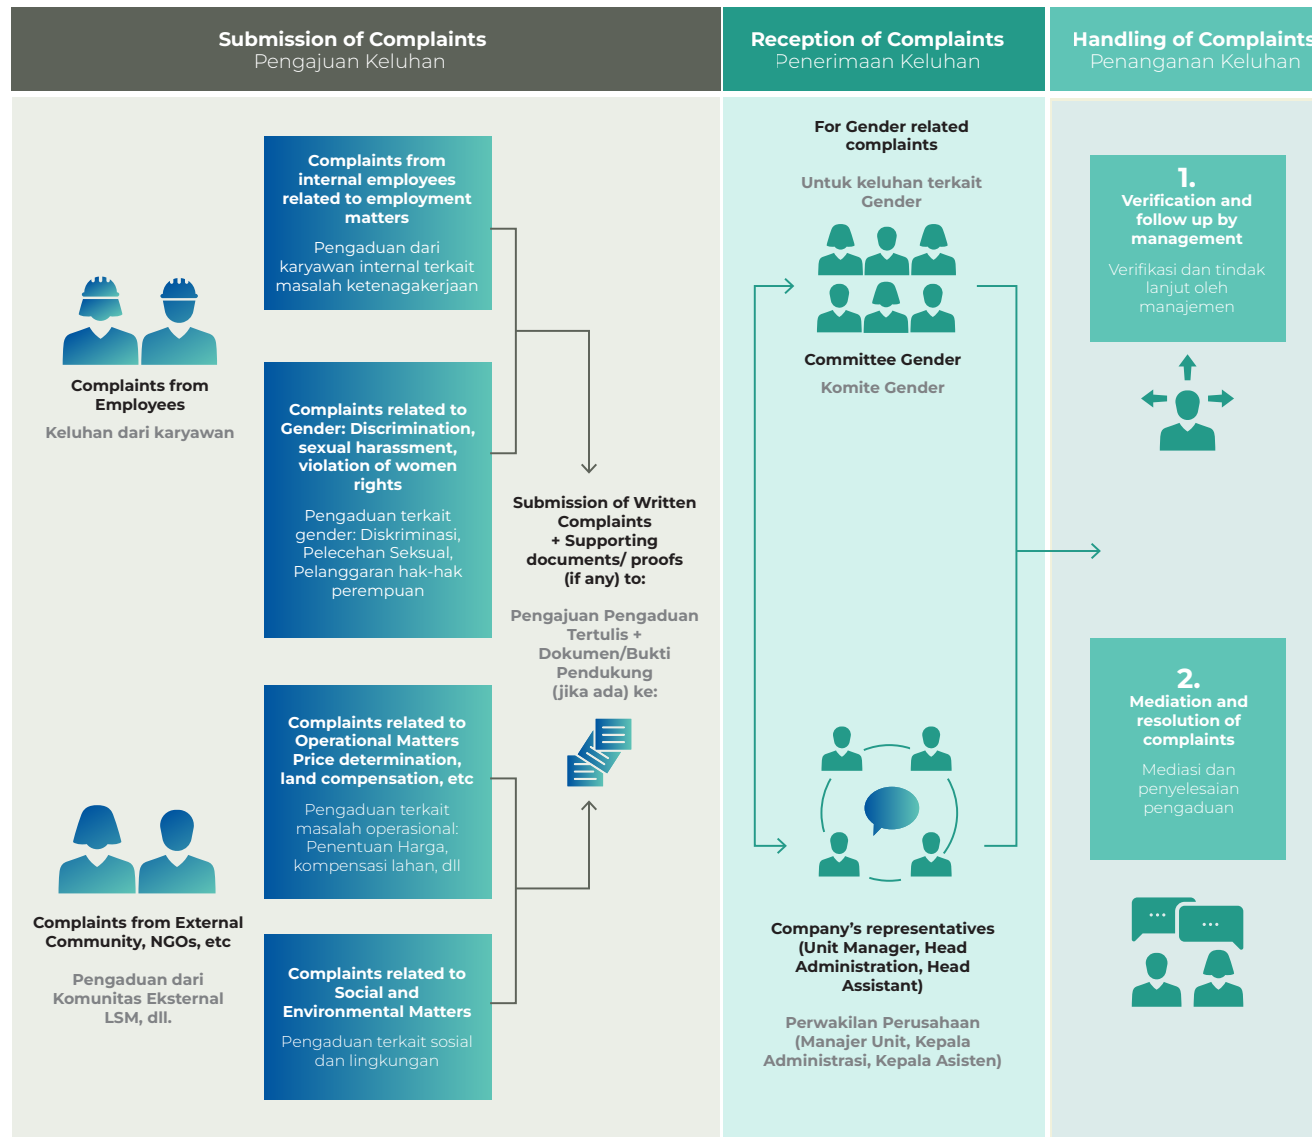 Submission of Complaints
Pengajuan Keluhan
Reception of Complaints
Penerimaan Keluhan
Handling of Complaints
Penanganan Keluhan
Complaints from
Employees
Keluhan dari karyawan
Complaints from External
Community, NGOs, etc
Pengaduan dari
Komunitas Eksternal
LSM, dll.
Complaints from
internal employees
related to employment
matters
Pengaduan dari
karyawan internal terkait
masalah ketenagakerjaan
Complaints related to
Gender: Discrimination,
sexual harassment,
violation of women
rights
Pengaduan terkait
gender: Diskriminasi,
Pelecehan Seksual,
Pelanggaran hak-hak
perempuan
Complaints related to
Operational Matters
Price determination,
land compensation, etc
Pengaduan terkait
masalah operasional:
Penentuan Harga,
kompensasi lahan, dll
Complaints related to
Social and
Environmental Matters
Pengaduan terkait sosial
dan lingkungan
Submission of Written
Complaints
+ Supporting
documents/ proofs
(if any) to:
Pengajuan Pengaduan
Tertulis +
Dokumen/Bukti
Pendukung
(jika ada) ke:
For Gender related
complaints
Untuk keluhan terkait
Gender
Committee Gender
Komite Gender
Company’s representatives
(Unit Manager, Head
Administration, Head
Assistant)
Perwakilan Perusahaan
(Manajer Unit, Kepala
Administrasi, Kepala Asisten)
1.
Verification and
follow up by
management
Verifikasi dan tindak
lanjut oleh
manajemen
2.
Mediation and
resolution of
complaints
Mediasi dan
penyelesaian
pengaduan